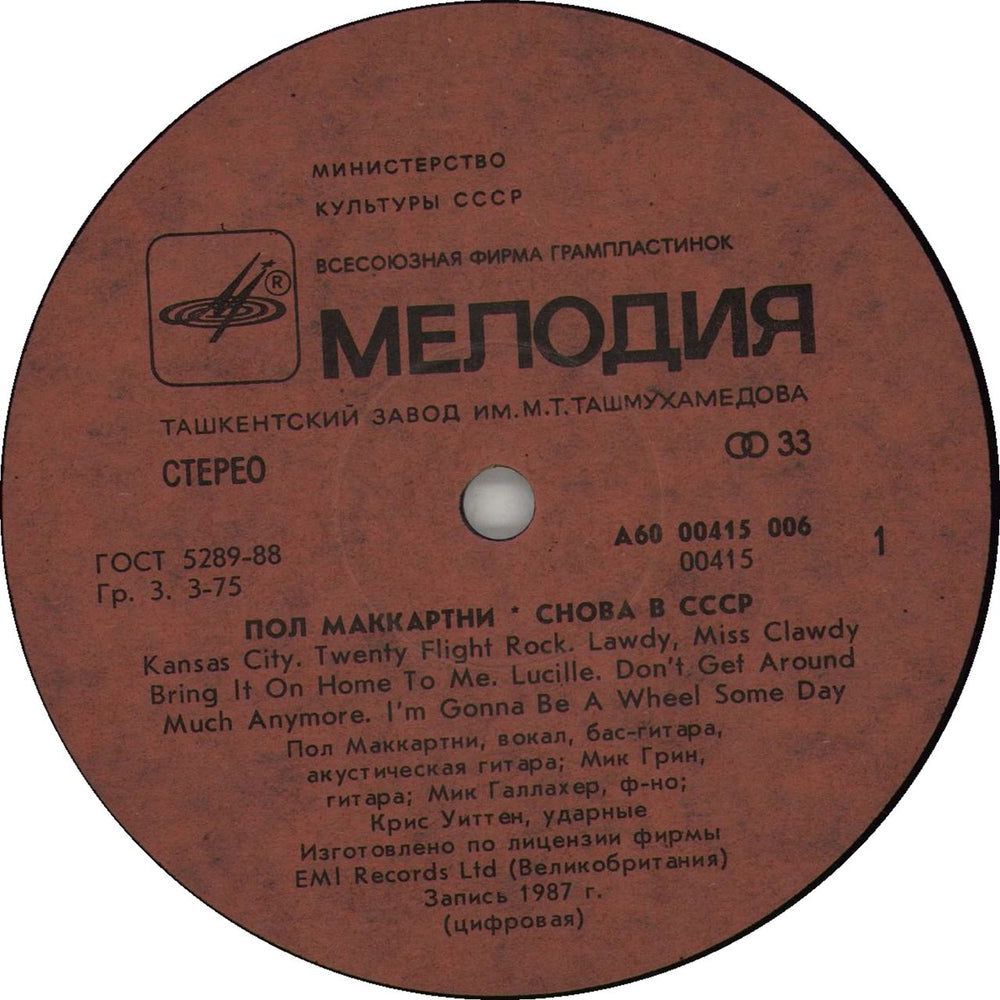 МИНИСТЕРСТВО
КУЛЬТУРЫ СССР
ВСЕСОЮЗНАЯ ФИРМА ГРАМПЛАСТИНОК
®
МЕЛОДИЯ
ТАШКЕНТСКИЙ ЗАВОД ИМ. М.Т. ТАШМУХАМЕДОВА
СТЕРЕО
33
ГОСТ 5289-88
Гр. 3. 3-75
А60 00415 006
00415
1
ПОЛ МАККАРТНИ * СНОВА В СССР
Kansas City. Twenty Flight Rock. Lawdy, Miss Clawdy
Bring It On Home To Me. Lucille. Don't Get Around
Much Anymore. I'm Gonna Be A Wheel Some Day
Пол Маккартни, вокал, бас-гитара,
акустическая гитара; Мик Грин,
гитара; Мик Галлахер, ф-но;
Крис Уиттен, ударные
Изготовлено по лицензии фирмы
EMI Records Ltd (Великобритания)
Запись 1987 г.
(цифровая)